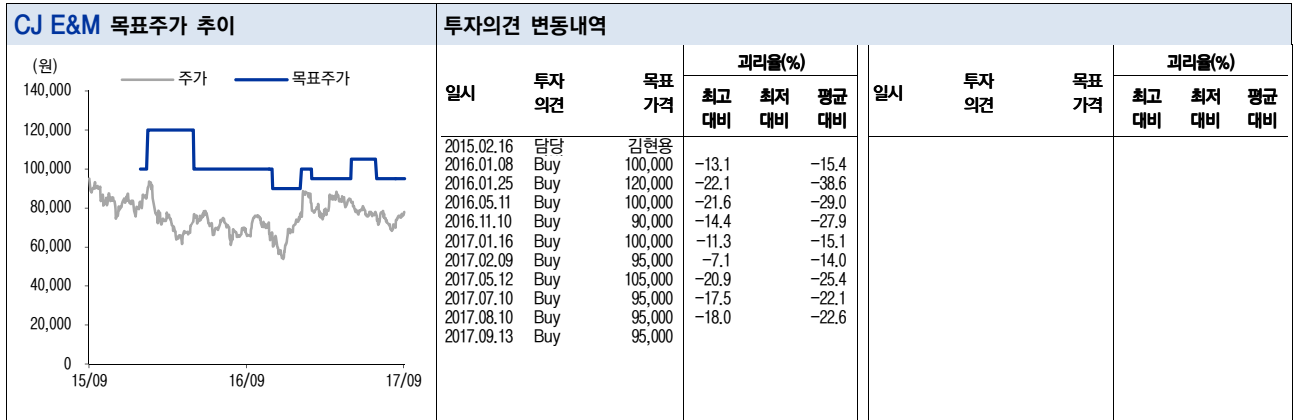 CJ E&M 목표주가 추이
(원)
주가 목표주가
140,000
120,000
100,000
80,000
60,000
40,000
20,000
0
15/09 16/09 17/09
투자의견 변동내역
일시 투자의견 목표가격 괴리율(%)
최고대비 최저대비 평균대비
2015.02.16 담당 김현용
2016.01.08 Buy 100,000 -13.1 -15.4
2016.01.25 Buy 120,000 -22.1 -38.6
2016.05.11 Buy 100,000 -21.6 -29.0
2016.11.10 Buy 90,000 -14.4 -27.9
2017.01.16 Buy 100,000 -11.3 -15.1
2017.02.09 Buy 95,000 -7.1 -14.0
2017.05.12 Buy 105,000 -20.9 -25.4
2017.07.10 Buy 95,000 -17.5 -22.1
2017.08.10 Buy 95,000 -18.0 -22.6
2017.09.13 Buy 95,000
일시 투자의견 목표가격 괴리율(%)
최고대비 최저대비 평균대비